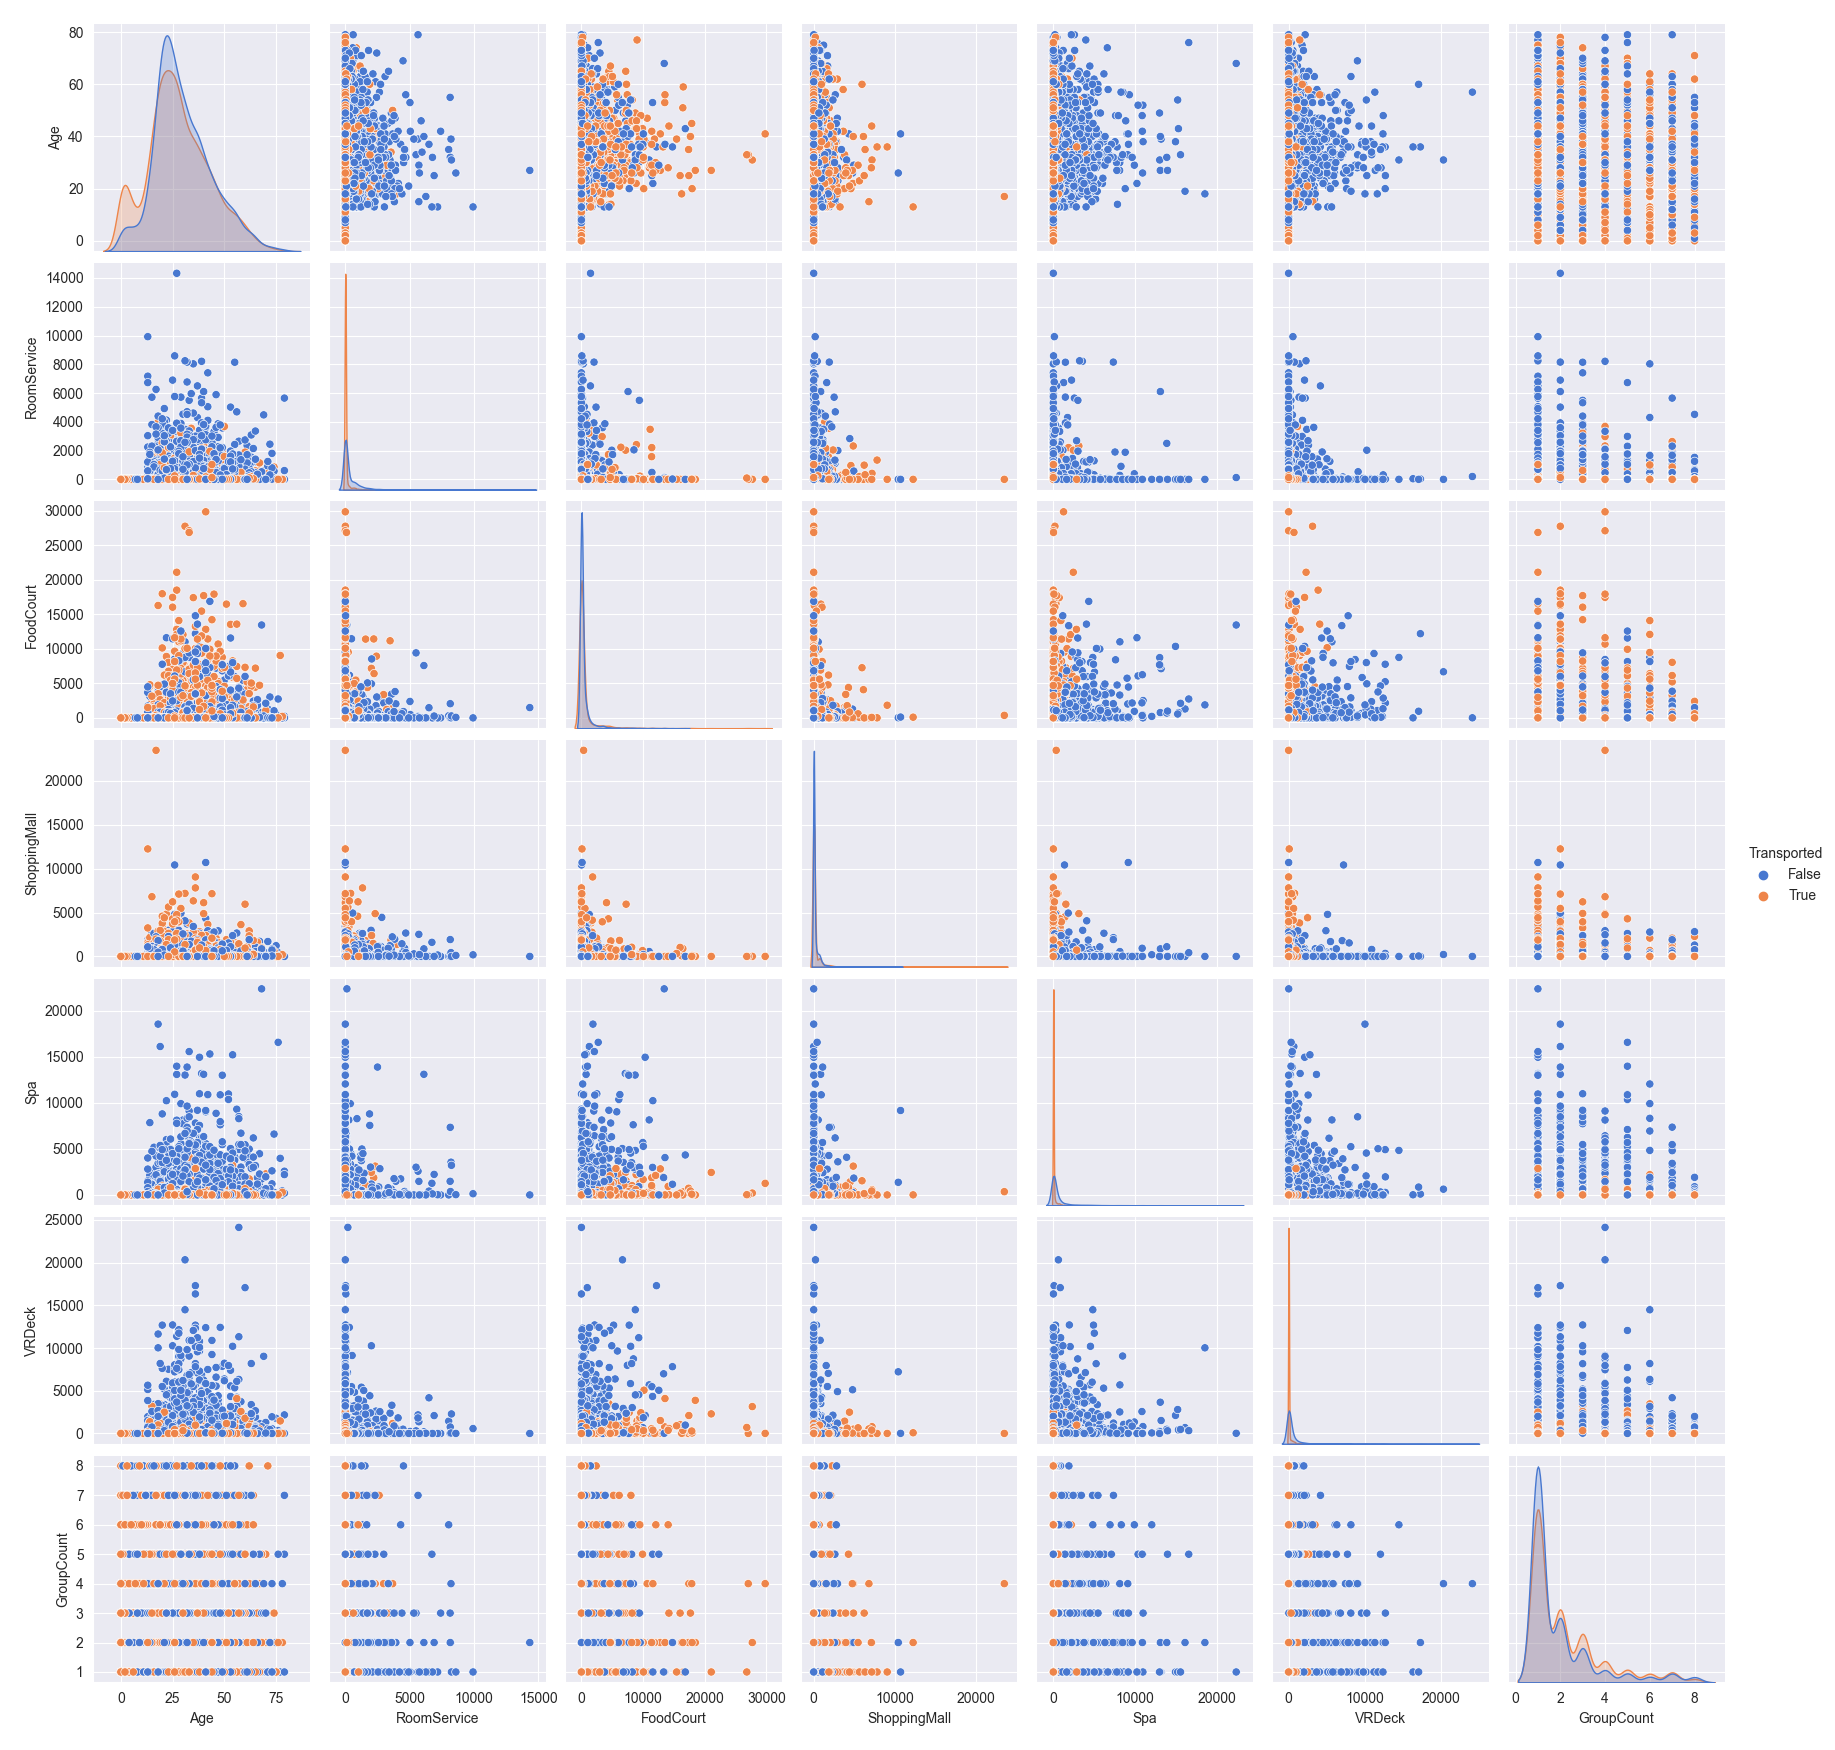 80
60
40
20
0
Age
14000
12000
10000
8000
6000
4000
2000
0
RoomService
30000
25000
20000
15000
10000
5000
0
FoodCourt
20000
15000
10000
5000
0
ShoppingMall
Transported
False
True
20000
15000
10000
5000
0
Spa
25000
20000
15000
10000
5000
0
VRDeck
8
7
6
5
4
3
2
1
GroupCount
0 25 50 75
0 5000 10000 15000
0 10000 20000 30000
0 10000 20000
0 10000 20000
0 10000 20000
0 2 4 6 8
Age RoomService FoodCourt ShoppingMall Spa VRDeck GroupCount